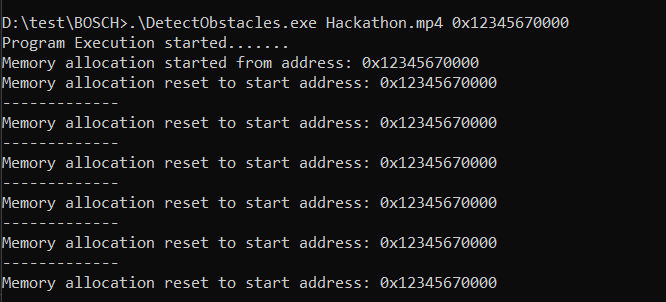 D:\test\BOSCH>.\DetectObstacles.exe Hackathon.mp4 0x12345670000
Program Execution started.......
Memory allocation started from address: 0x12345670000
Memory allocation reset to start address: 0x12345670000
-------------
Memory allocation reset to start address: 0x12345670000
-------------
Memory allocation reset to start address: 0x12345670000
-------------
Memory allocation reset to start address: 0x12345670000
-------------
Memory allocation reset to start address: 0x12345670000
-------------
Memory allocation reset to start address: 0x12345670000